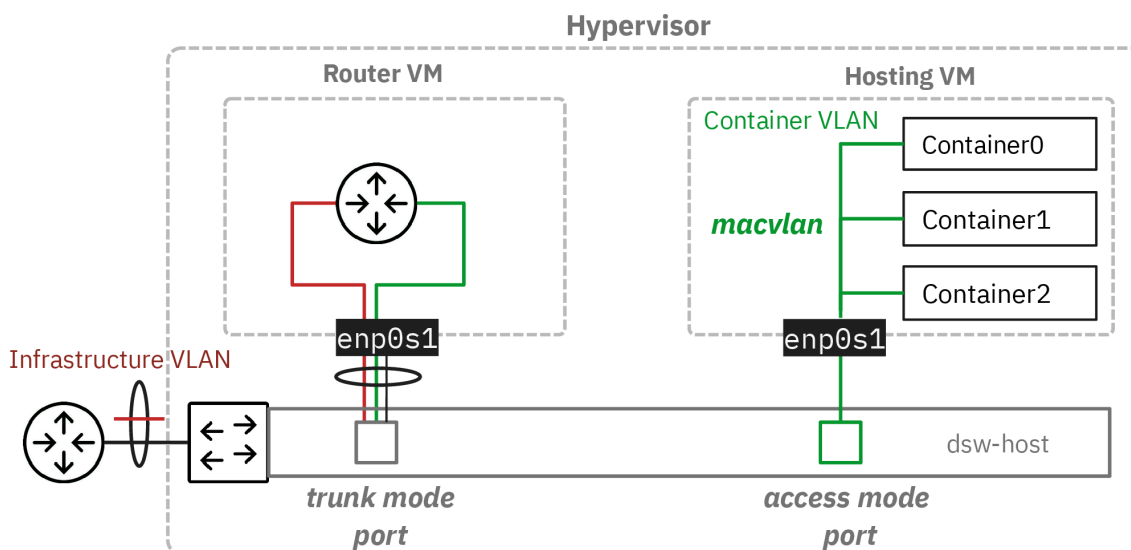 Hypervisor
Router VM
Hosting VM
Container VLAN
Container0
macvlan
Container1
Container2
enp0s1
enp0s1
Infrastructure VLAN
dsw-host
trunk mode
port
access mode
port